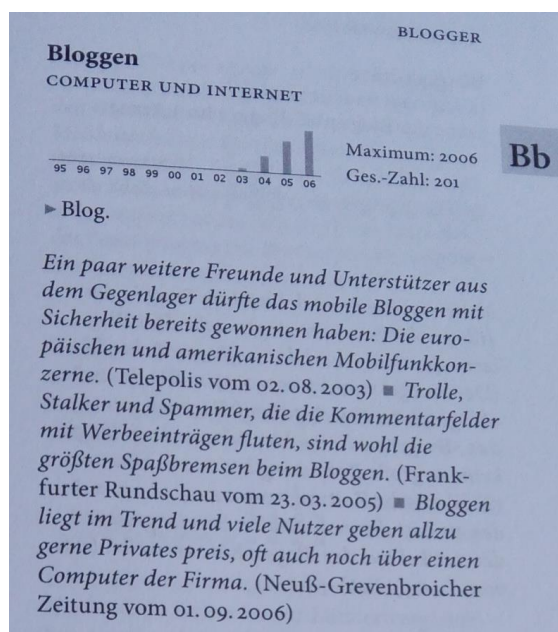 BLOGGER
Bloggen
COMPUTER UND INTERNET
Maximum: 2006
Ges.-Zahl: 201
Bb
95 96 97 98 99 00 01 02 03 04 05 06
► Blog.
Ein paar weitere Freunde und Unterstützer aus
dem Gegenlager dürfte das mobile Bloggen mit
Sicherheit bereits gewonnen haben: Die euro-
päischen und amerikanischen Mobilfunkkon-
zerne. (Telepolis vom 02. 08. 2003) ■ Trolle,
Stalker und Spammer, die die Kommentarfelder
mit Werbeeinträgen fluten, sind wohl die
größten Spaßbremsen beim Bloggen. (Frank-
furter Rundschau vom 23. 03. 2005) ■ Bloggen
liegt im Trend und viele Nutzer geben allzu
gerne Privates preis, oft auch noch über einen
Computer der Firma. (Neuß-Grevenbroicher
Zeitung vom 01. 09. 2006)